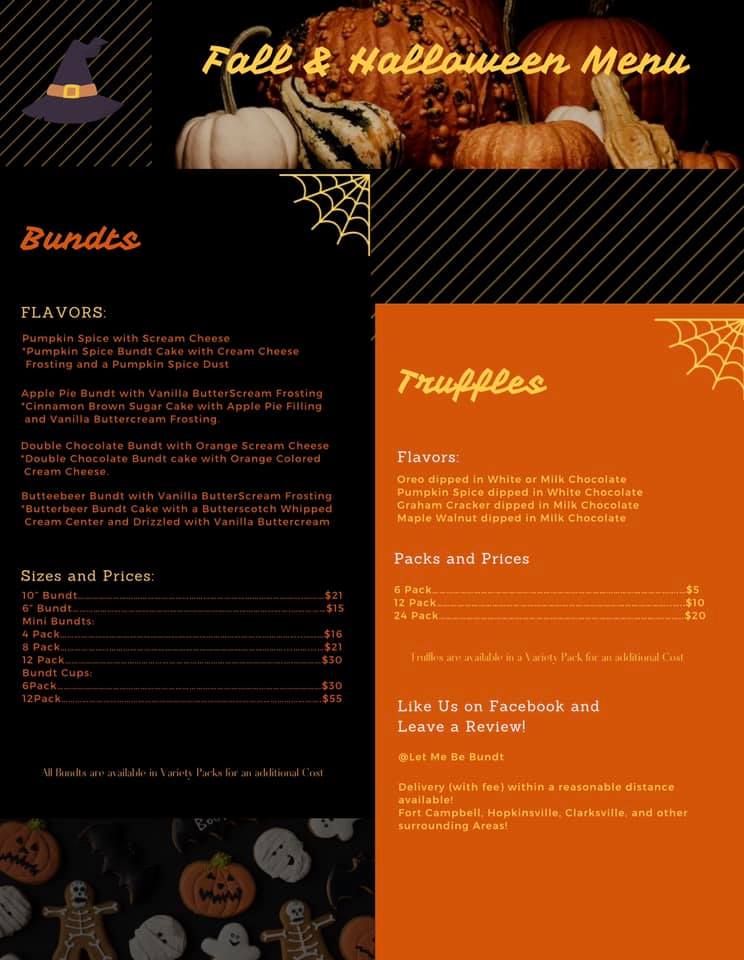 Fall & Halloween Menu
Bundts
FLAVORS:
Pumpkin Spice with Scream Cheese
*Pumpkin Spice Bundt Cake with Cream Cheese
Frosting and a Pumpkin Spice Dust
Apple Pie Bundt with Vanilla ButterScream Frosting
*Cinnamon Brown Sugar Cake with Apple Pie Filling
and Vanilla Buttercream Frosting.
Double Chocolate Bundt with Orange Scream Cheese
*Double Chocolate Bundt cake with Orange Colored
Cream Cheese.
Butteebeer Bundt with Vanilla ButterScream Frosting
*Butterbeer Bundt Cake with a Butterscotch Whipped
Cream Center and Drizzled with Vanilla Buttercream
Sizes and Prices:
10" Bundt................$21
6" Bundt................$15
Mini Bundts:
4 Pack................$16
8 Pack................$21
12 Pack................$30
Bundt Cups:
6Pack................$30
12Pack................$55
All Bundts are available in Variety Packs for an additional Cost
Boo
Truffles
Flavors:
Oreo dipped in White or Milk Chocolate
Pumpkin Spice dipped in White Chocolate
Graham Cracker dipped in Milk Chocolate
Maple Walnut dipped in Milk Chocolate
Packs and Prices
6 Pack................$5
12 Pack................$10
24 Pack................$20
Truffles are available in a Variety Pack for an additional Cost
Like Us on Facebook and
Leave a Review!
@Let Me Be Bundt
Delivery (with fee) within a reasonable distance
available!
Fort Campbell, Hopkinsville, Clarksville, and other
surrounding Areas!